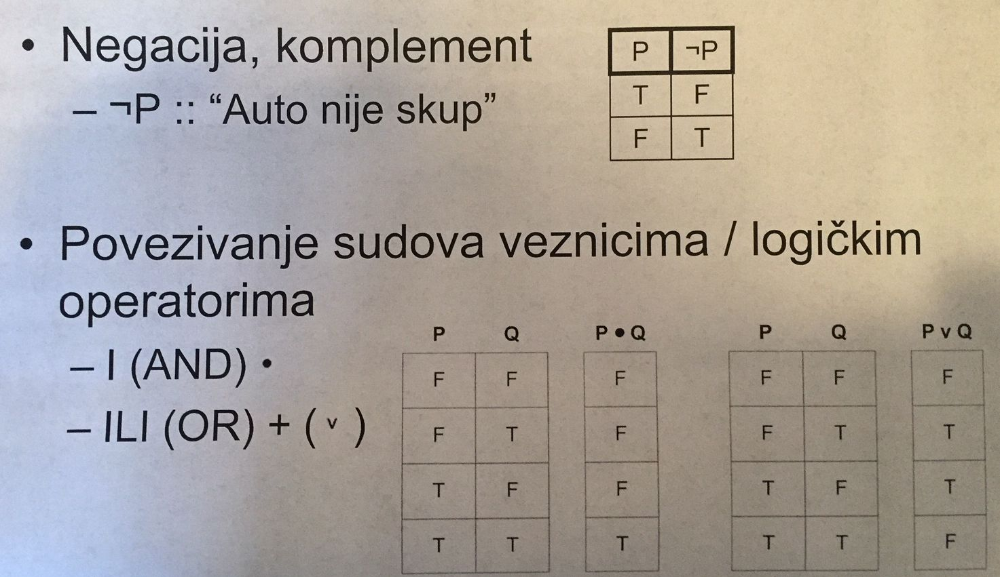 • Negacija, komplement
– ¬P :: “Auto nije skup”
P ¬P
T F
F T
• Povezivanje sudova veznicima / logičkim
operatorima
– I (AND) •
– ILI (OR) + ( ˅ )
P Q P • Q
F F F
F T F
T F F
T T T
P Q P v Q
F F F
F T T
T F T
T T F